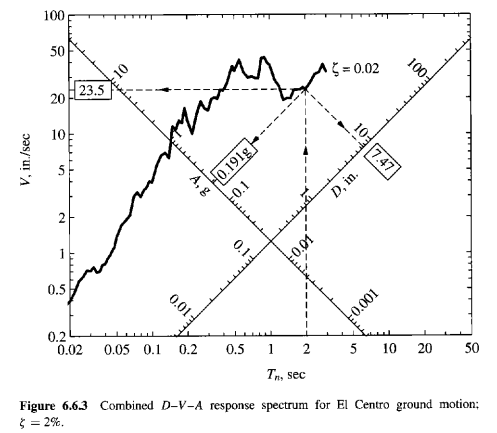 100
50
20
10
5
2
1
0.5
0.2
V, in./sec
23.5
10
100
ζ = 0.02
1
10
7.47
0.191g
A, g
0.1
D, in.
1
0.1
0.01
0.01
0.001
0.02 0.05 0.1 0.2 0.5 1 2 5 10 20 50
Tn, sec
Figure 6.6.3 Combined D–V–A response spectrum for El Centro ground motion;
ζ = 2%.